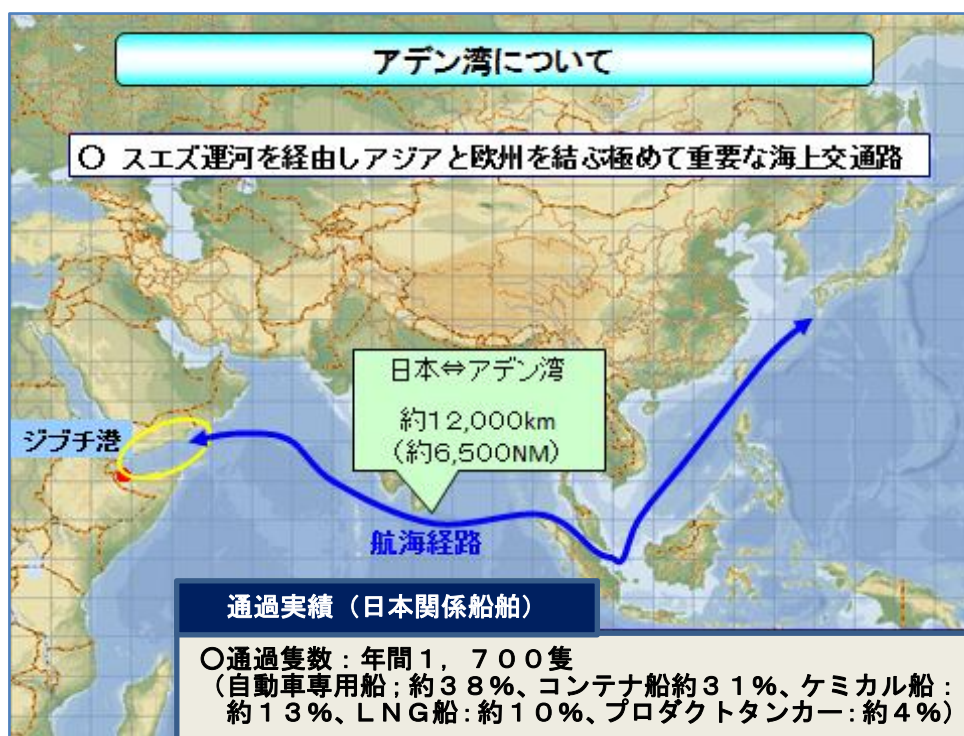 アデン湾について
〇 スエズ運河を経由しアジアと欧州を結ぶ極めて重要な海上交通路
日本⇔アデン湾
約12,000km
(約6,500NM)
ジブチ港
航海経路
通過実績（日本関係船舶）
〇通過隻数：年間１，７００隻
（自動車専用船；約３８％、コンテナ船約３１％、ケミカル船：
約１３％、ＬＮＧ船：約１０％、プロダクトタンカー：約４％）